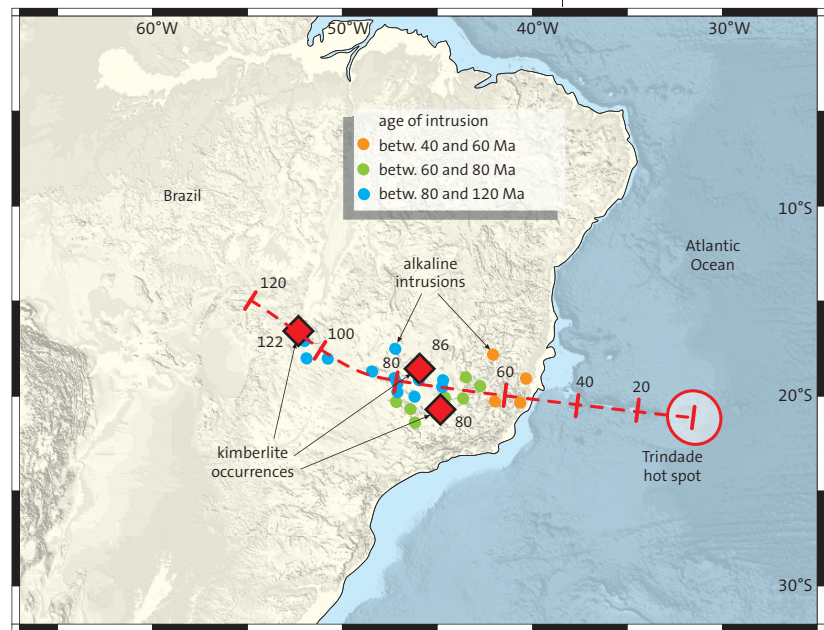 60°W
50°W
40°W
30°W
age of intrusion
betw. 40 and 60 Ma
betw. 60 and 80 Ma
betw. 80 and 120 Ma
Brazil
10°S
Atlantic
Ocean
alkaline
intrusions
120
122
100
86
80
60
40
20
20°S
80
kimberlite
occurrences
Trindade
hot spot
30°S